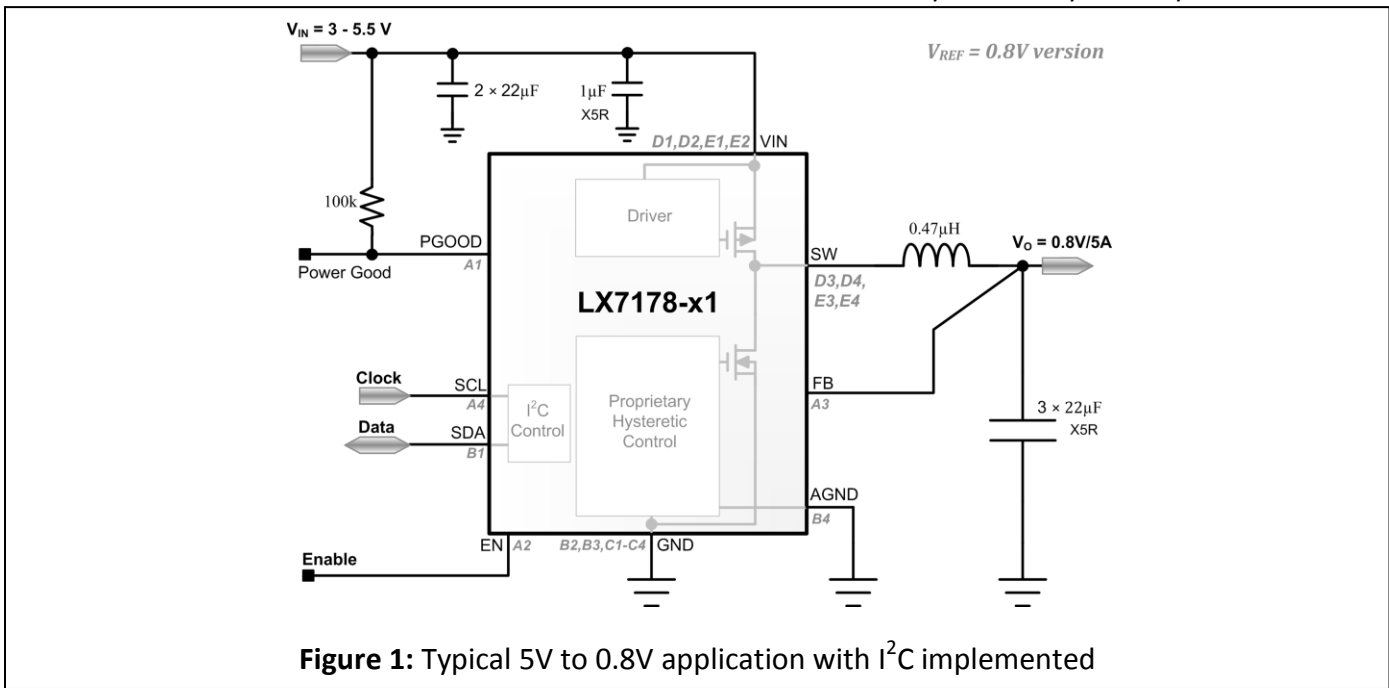 V_IN = 3 - 5.5 V
V_REF = 0.8V version
2 × 22µF
1µF
X5R
D1,D2,E1,E2 VIN
100k
Driver
0.47µH
V_O = 0.8V/5A
PGOOD
A1
Power Good
SW
D3,D4,
E3,E4
LX7178-x1
Clock
SCL
A4
FB
A3
I²C
Control
Proprietary
Hysteretic
Control
3 × 22µF
X5R
Data
SDA
B1
AGND
B4
EN A2
B2,B3,C1-C4 GND
Enable
Figure 1: Typical 5V to 0.8V application with I²C implemented